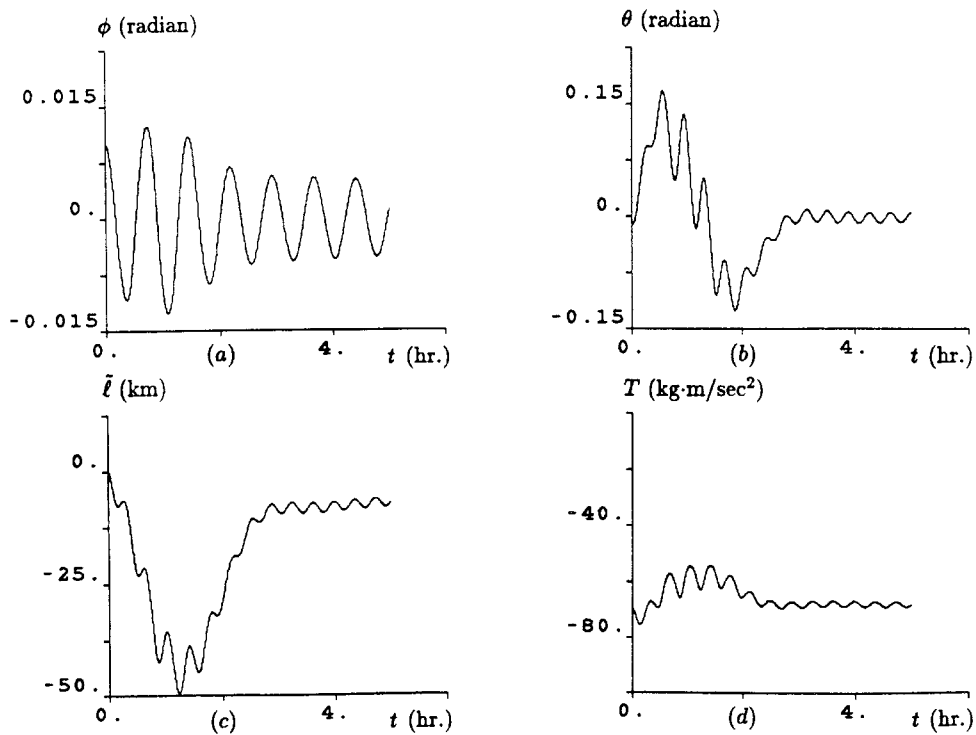 ϕ (radian)
0.015
0.
-0.015
0.
(a)
4.
t (hr.)
θ (radian)
0.15
0.
-0.15
0.
(b)
4.
t (hr.)
ℓ̃ (km)
0.
-25.
-50.
0.
(c)
4.
t (hr.)
T (kg·m/sec²)
-40.
-80.
0.
(d)
4.
t (hr.)